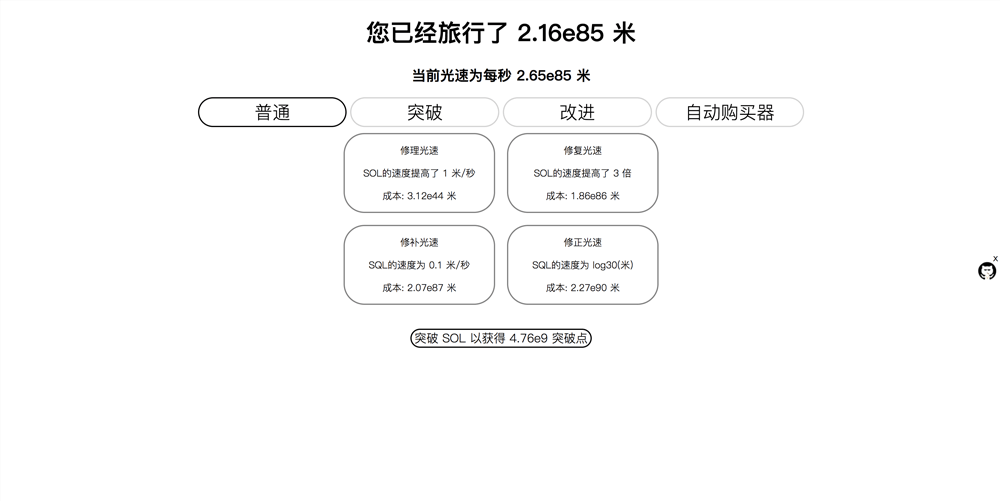 您已经旅行了 2.16e85 米
当前光速为每秒 2.65e85 米
普通
突破
改进
自动购买器
修理光速
SOL的速度提高了 1 米/秒
成本: 3.12e44 米
修复光速
SOL的速度提高了 3 倍
成本: 1.86e86 米
修补光速
SQL的速度为 0.1 米/秒
成本: 2.07e87 米
修正光速
SQL的速度为 log30(米)
成本: 2.27e90 米
突破 SOL 以获得 4.76e9 突破点
x